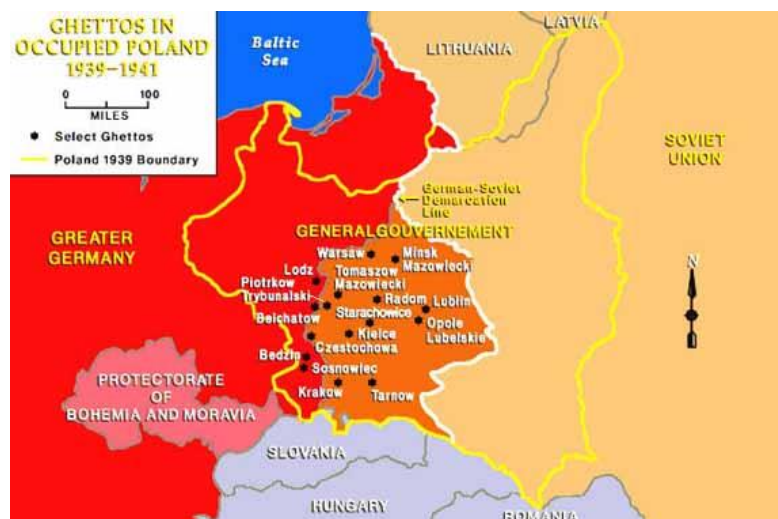 GHETTOS IN
OCCUPIED POLAND
1939–1941
0 100
MILES
Select Ghettos
Poland 1939 Boundary
Baltic
Sea
LATVIA
LITHUANIA
SOVIET
UNION
German-Soviet
Demarcation
Line
GENERALGOUVERNEMENT
GREATER
GERMANY
Warsaw
Minsk
Mazowiecki
Lodz
Tomaszow
Mazowiecki
Piotrkow
Trybunalski
Radom
Lublin
Starachowice
Belchatow
Kielce
Opole
Lubelskie
Czestochowa
Bedzin
Sosnowiec
Krakow
Tarnow
N
PROTECTORATE
OF
BOHEMIA AND MORAVIA
SLOVAKIA
HUNGARY
ROMANIA